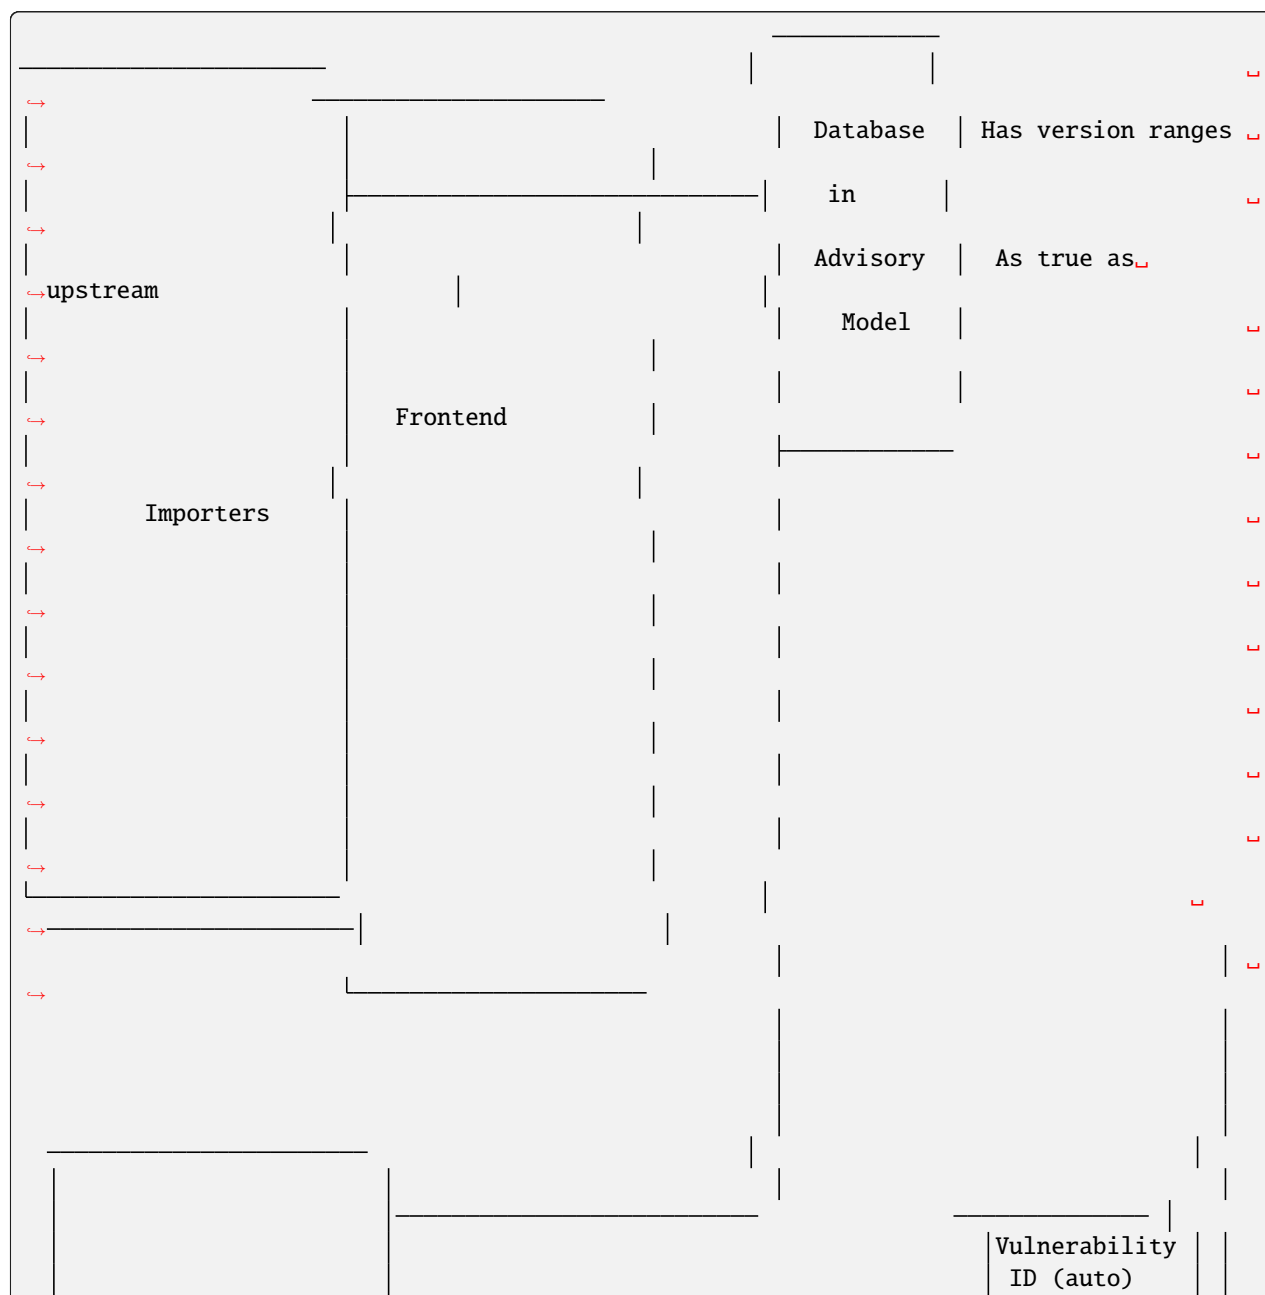 Database Has version ranges
in
Advisory As true as
upstream
Model
Frontend
Importers
Vulnerability
ID (auto)